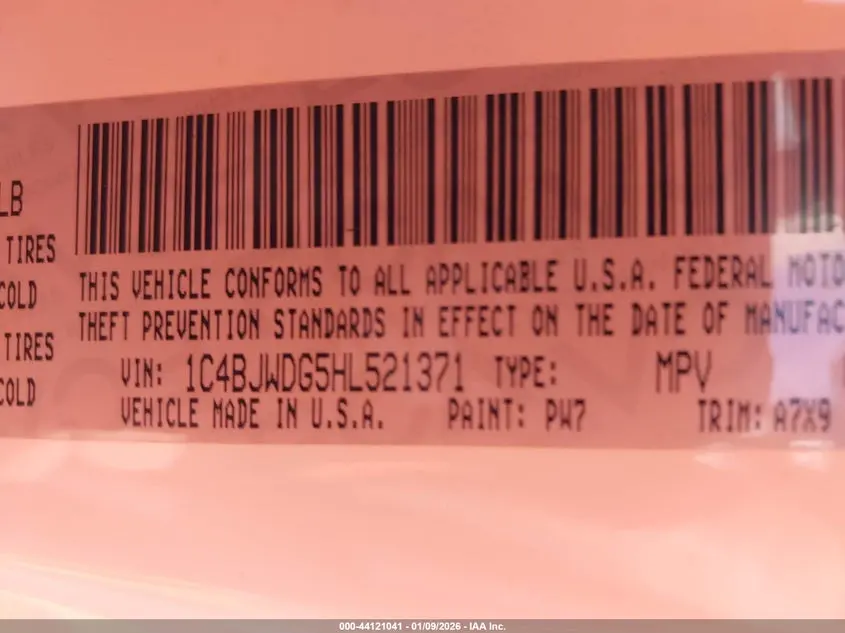 LB
TIRES
COLD
TIRES
COLD
THIS VEHICLE CONFORMS TO ALL APPLICABLE U.S.A. FEDERAL MOTO
THEFT PREVENTION STANDARDS IN EFFECT ON THE DATE OF MANUFAC
VIN: 1C4BJWDG5HL521371 TYPE: MPV
VEHICLE MADE IN U.S.A. PAINT: PW7 TRIM: A7X9
000-44121041 - 01/09/2026 - IAA Inc.